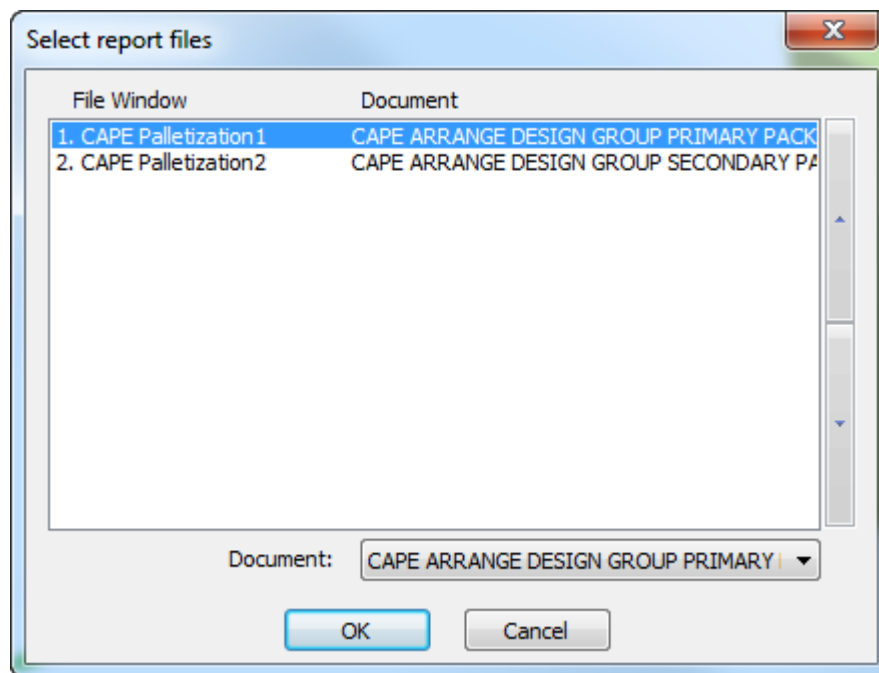 Select report files
File Window Document
1. CAPE Palletization1 CAPE ARRANGE DESIGN GROUP PRIMARY PACK
2. CAPE Palletization2 CAPE ARRANGE DESIGN GROUP SECONDARY PA
Document: CAPE ARRANGE DESIGN GROUP PRIMARY
OK Cancel